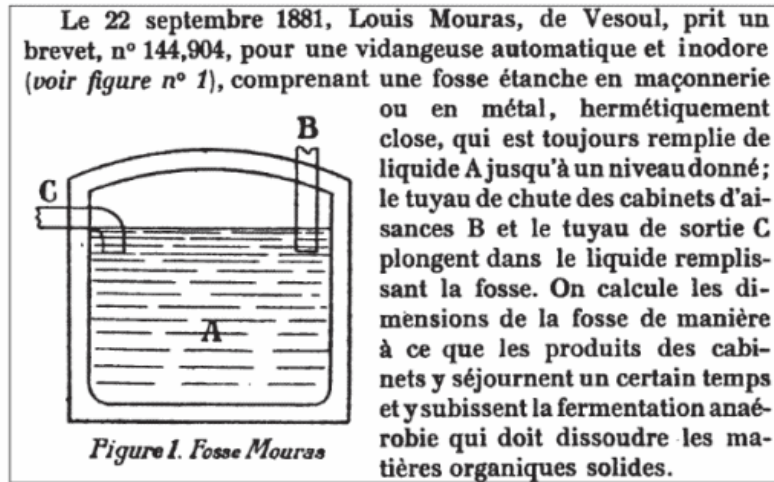 Le 22 septembre 1881, Louis Mouras, de Vesoul, prit un
brevet, nº 144,904, pour une vidangeuse automatique et inodore
(voir figure nº 1), comprenant une fosse étanche en maçonnerie
ou en métal, hermétiquement
close, qui est toujours remplie de
liquide A jusqu'à un niveau donné;
le tuyau de chute des cabinets d'ai-
sances B et le tuyau de sortie C
plongent dans le liquide remplis-
sant la fosse. On calcule les di-
mensions de la fosse de manière
à ce que les produits des cabi-
nets y séjournent un certain temps
et y subissent la fermentation anaé-
robie qui doit dissoudre les ma-
tières organiques solides.
B
C
A
Figure 1. Fosse Mouras